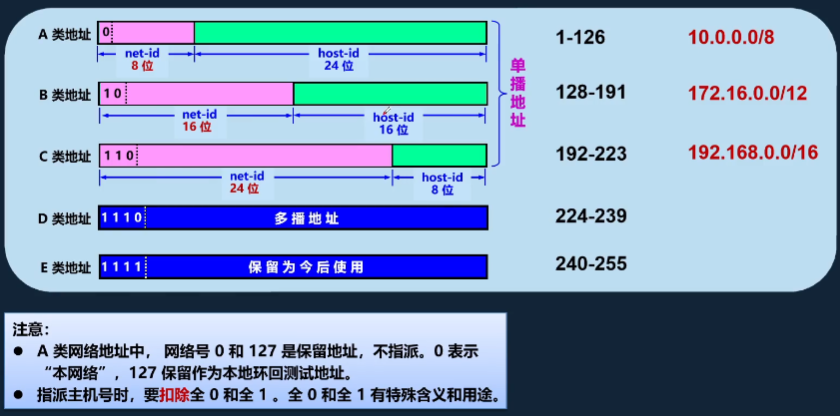 A 类地址 0 1-126 10.0.0.0/8
net-id host-id
8 位 24 位
B 类地址 1 0 128-191 172.16.0.0/12
net-id host-id
16 位 16 位
C 类地址 1 1 0 192-223 192.168.0.0/16
net-id host-id
24 位 8 位
单播地址
D 类地址 1 1 1 0 多播地址 224-239
E 类地址 1 1 1 1 保留为今后使用 240-255
注意：
● A 类网络地址中， 网络号 0 和 127 是保留地址，不指派。0 表示
“本网络”，127 保留作为本地环回测试地址。
● 指派主机号时，要扣除全 0 和全 1 。全 0 和全 1 有特殊含义和用途。